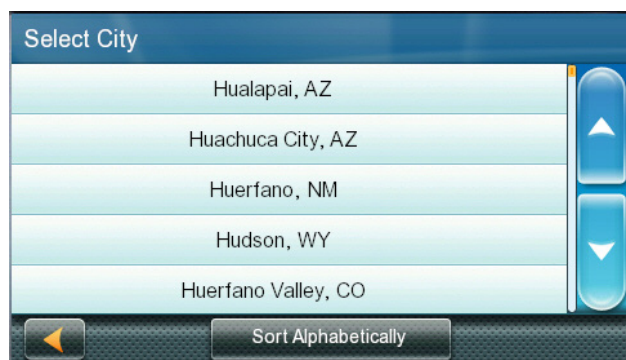 Select City
Hualapai, AZ
Huachuca City, AZ
Huerfano, NM
Hudson, WY
Huerfano Valley, CO
Sort Alphabetically